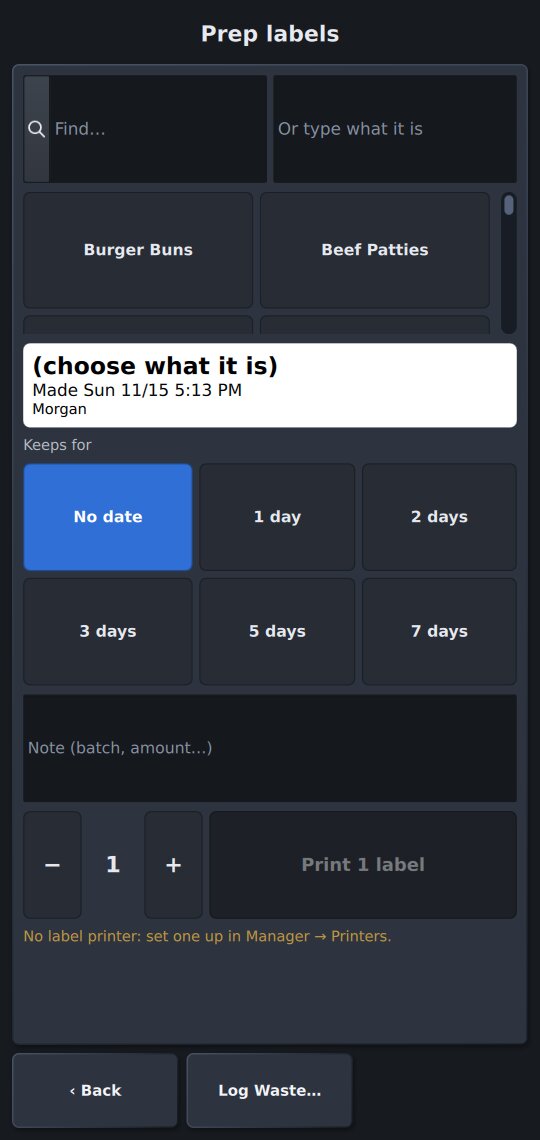 Prep labels
Find...
Or type what it is
Burger Buns
Beef Patties
(choose what it is)
Made Sun 11/15 5:13 PM
Morgan
Keeps for
No date
1 day
2 days
3 days
5 days
7 days
Note (batch, amount...)
−
1
+
Print 1 label
No label printer: set one up in Manager → Printers.
‹ Back
Log Waste...